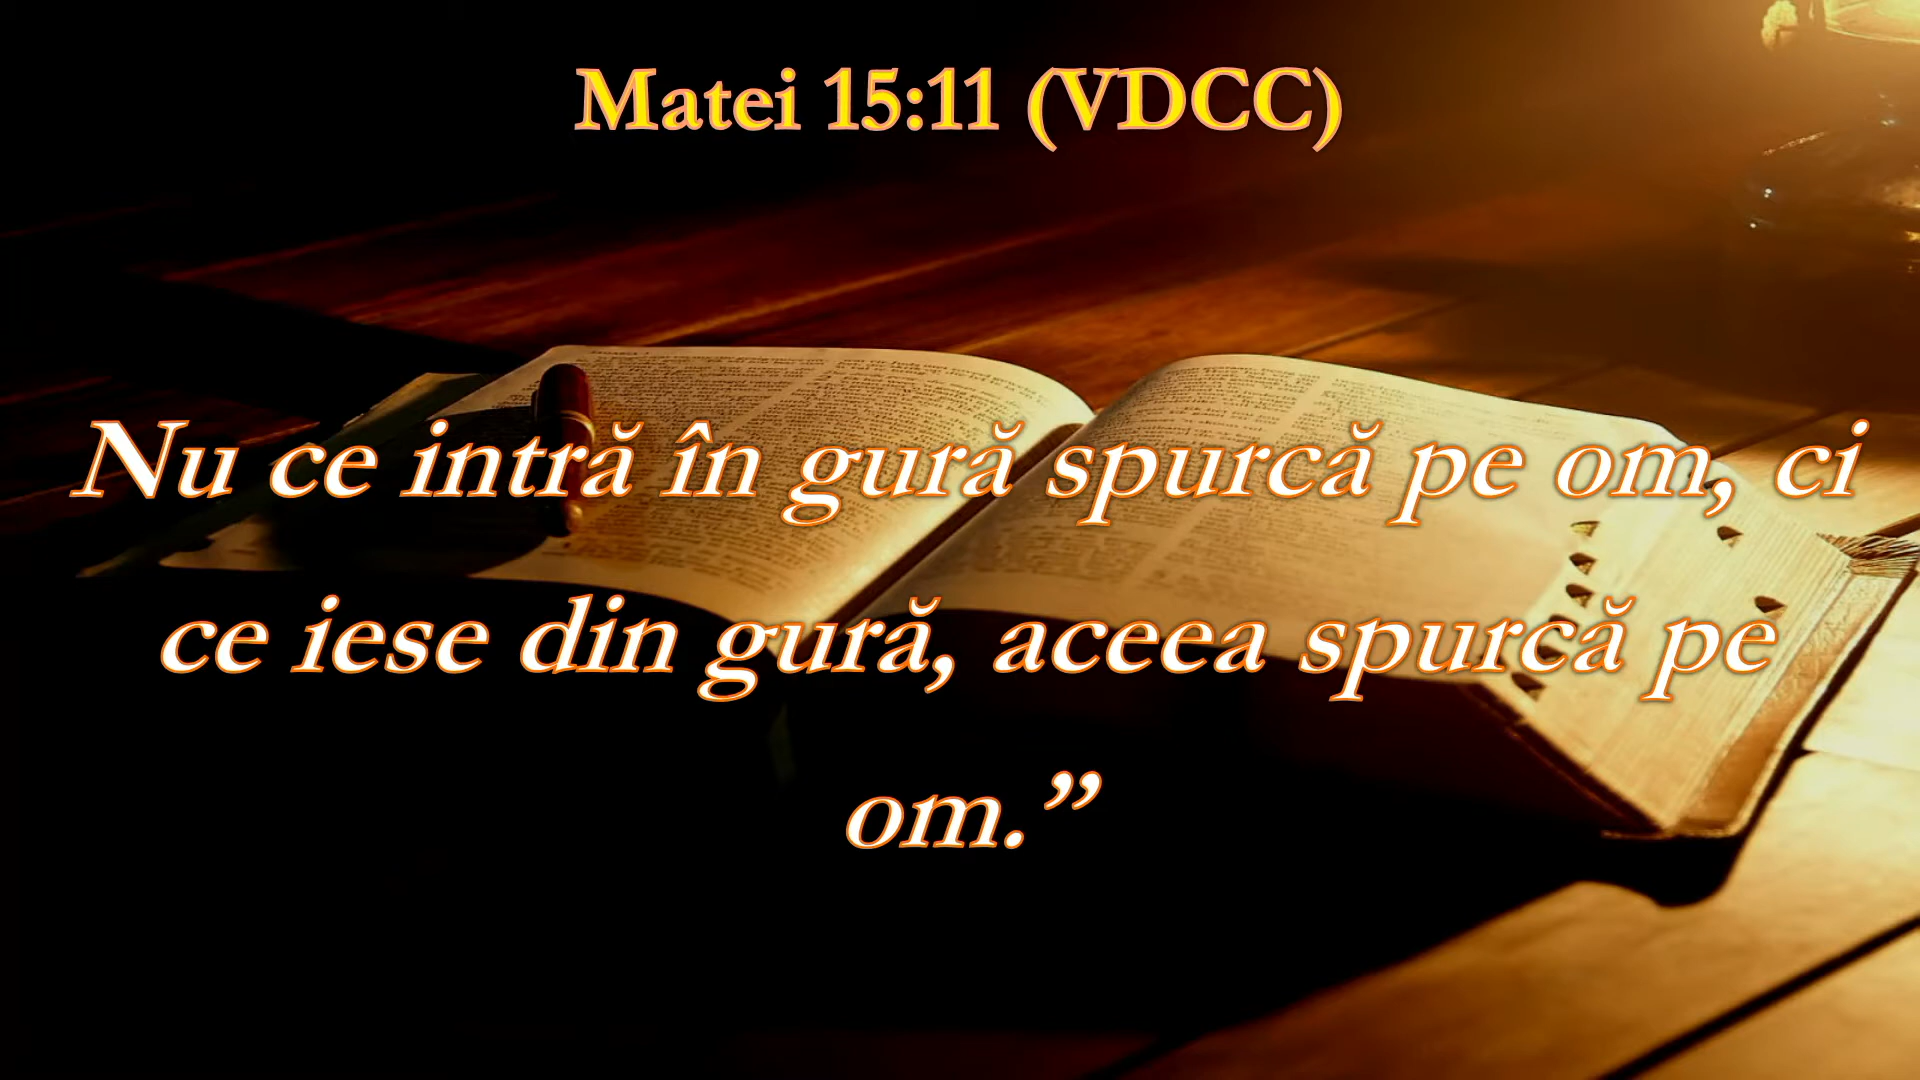 Matei 15:11 (VDCC)
Nu ce intră în gură spurcă pe om, ci
ce iese din gură, aceea spurcă pe
om.”